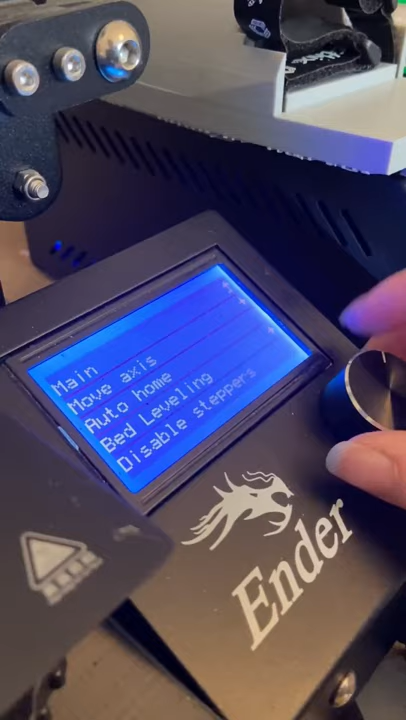 Main
Move axis
Auto home
Bed Leveling
Disable steppers
Ender